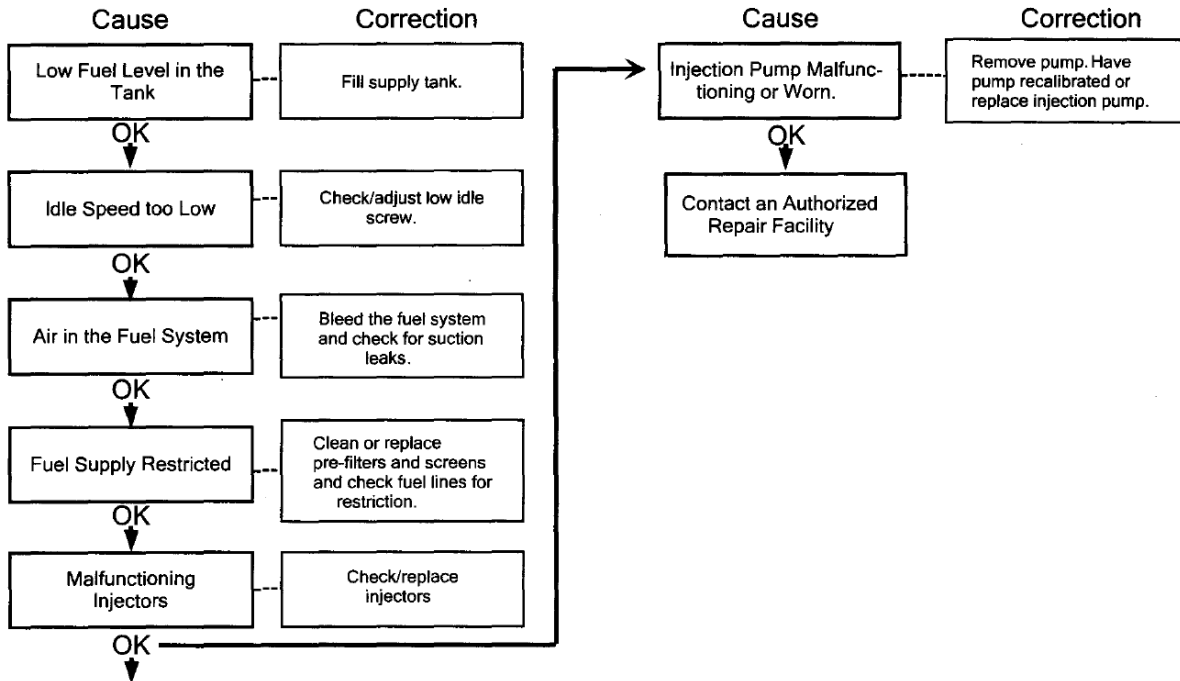 Cause
Correction
Low Fuel Level in the
Tank
Fill supply tank.
OK
Idle Speed too Low
Check/adjust low idle
screw.
OK
Air in the Fuel System
Bleed the fuel system
and check for suction
leaks.
OK
Fuel Supply Restricted
Clean or replace
pre-filters and screens
and check fuel lines for
restriction.
OK
Malfunctioning
Injectors
Check/replace
injectors
OK
Cause
Correction
Injection Pump Malfunc-
tioning or Worn.
Remove pump. Have
pump recalibrated or
replace injection pump.
OK
Contact an Authorized
Repair Facility